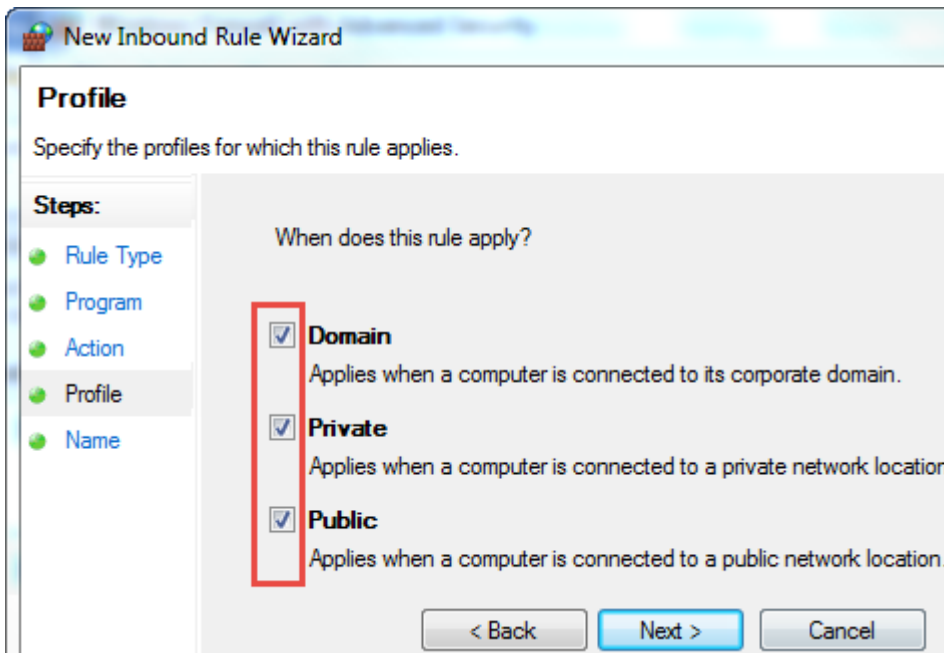 New Inbound Rule Wizard
Profile
Specify the profiles for which this rule applies.
Steps:
Rule Type
Program
Action
Profile
Name
When does this rule apply?
Domain
Applies when a computer is connected to its corporate domain.
Private
Applies when a computer is connected to a private network location
Public
Applies when a computer is connected to a public network location.
< Back
Next >
Cancel